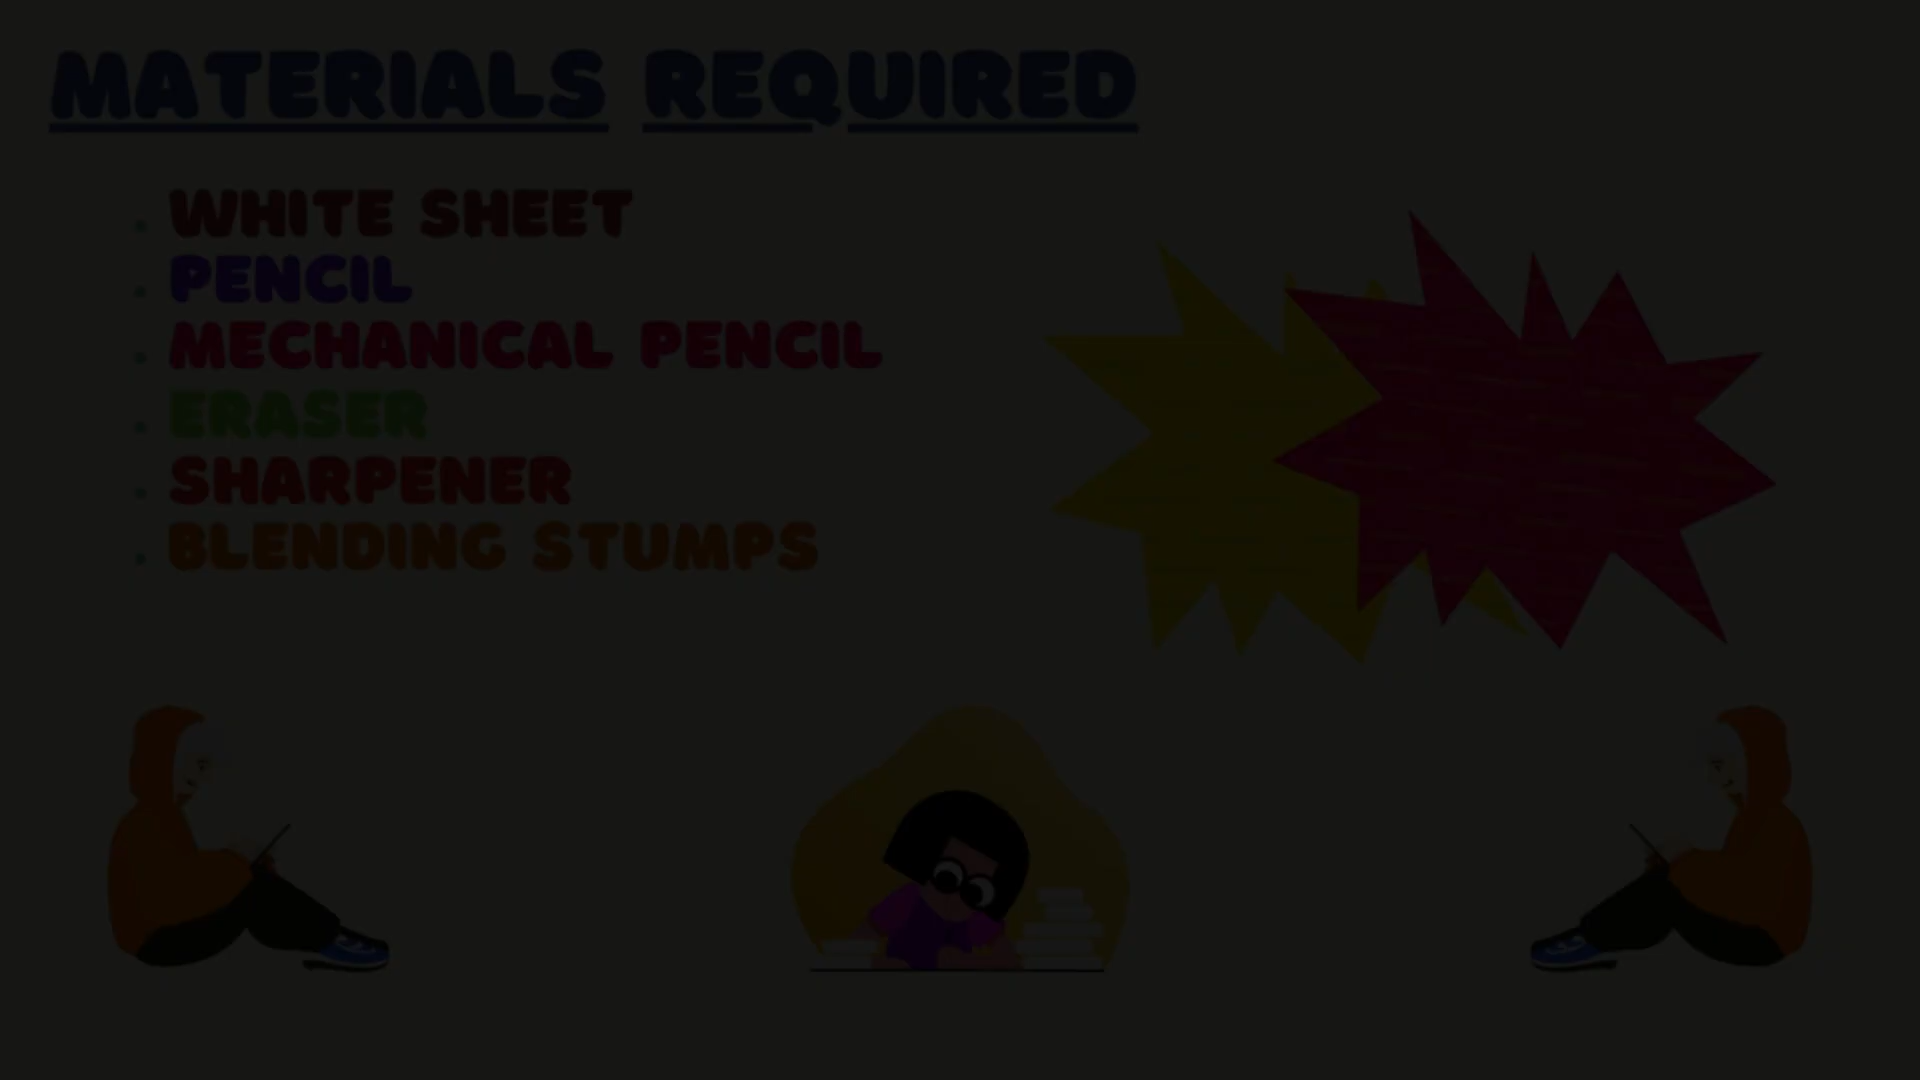 MATERIALS REQUIRED
WHITE SHEET
PENCIL
MECHANICAL PENCIL
ERASER
SHARPENER
BLENDING STUMPS